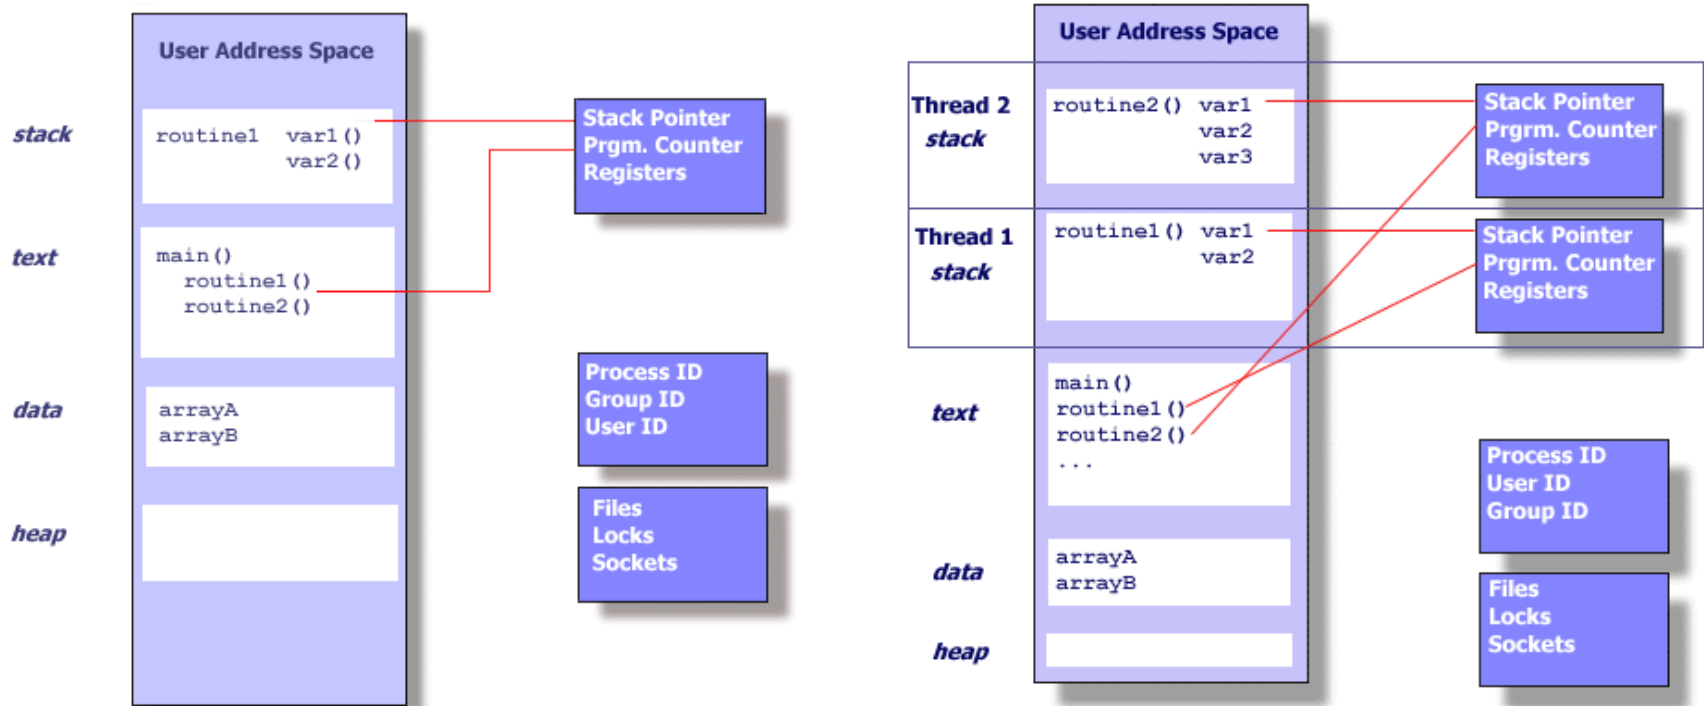 User Address Space
stack
routine1 var1()
var2()
Stack Pointer
Prgm. Counter
Registers
text
main()
routine1()
routine2()
Process ID
Group ID
User ID
data
arrayA
arrayB
Files
Locks
Sockets
heap
User Address Space
Thread 2
stack
routine2() var1
var2
var3
Stack Pointer
Prgrm. Counter
Registers
Thread 1
stack
routine1() var1
var2
Stack Pointer
Prgrm. Counter
Registers
text
main()
routine1()
routine2()
...
Process ID
User ID
Group ID
data
arrayA
arrayB
Files
Locks
Sockets
heap